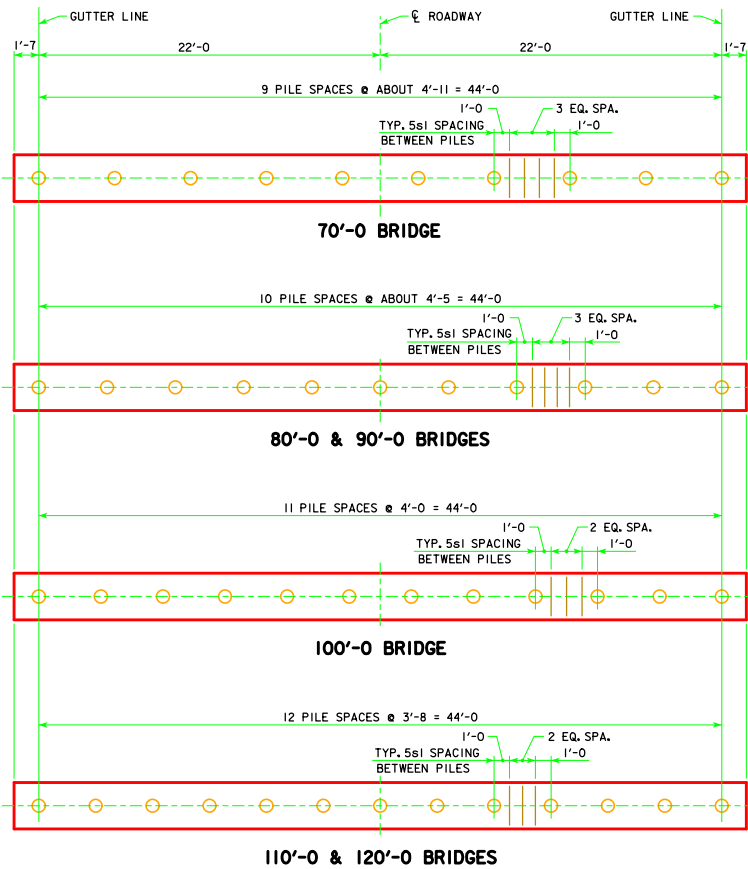 GUTTER LINE
℄ ROADWAY
GUTTER LINE
1'-7
22'-0
22'-0
1'-7
9 PILE SPACES @ ABOUT 4'-11 = 44'-0
1'-0
3 EQ. SPA.
TYP. 5s1 SPACING
1'-0
BETWEEN PILES
70'-0 BRIDGE
10 PILE SPACES @ ABOUT 4'-5 = 44'-0
1'-0
3 EQ. SPA.
TYP. 5s1 SPACING
1'-0
BETWEEN PILES
80'-0 & 90'-0 BRIDGES
11 PILE SPACES @ 4'-0 = 44'-0
1'-0
2 EQ. SPA.
TYP. 5s1 SPACING
1'-0
BETWEEN PILES
100'-0 BRIDGE
12 PILE SPACES @ 3'-8 = 44'-0
1'-0
2 EQ. SPA.
TYP. 5s1 SPACING
1'-0
BETWEEN PILES
110'-0 & 120'-0 BRIDGES